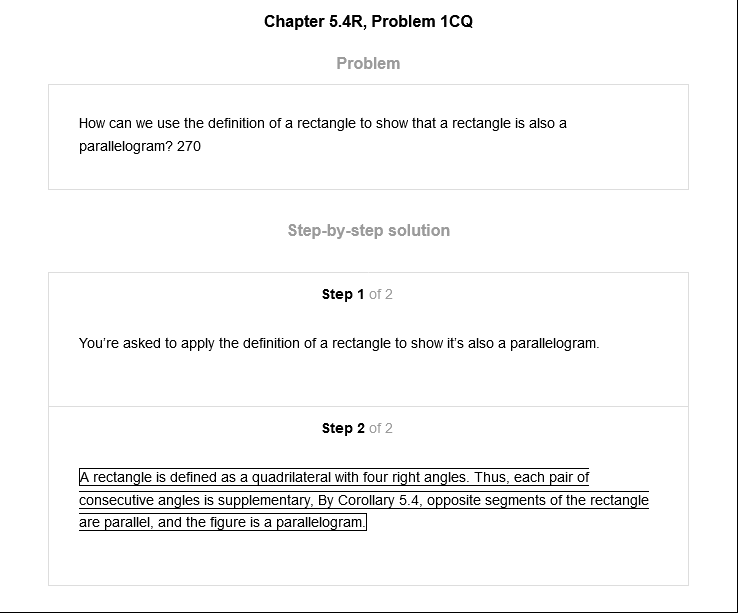 Chapter 5.4R, Problem 1CQ
Problem
How can we use the definition of a rectangle to show that a rectangle is also a
parallelogram? 270
Step-by-step solution
Step 1 of 2
You’re asked to apply the definition of a rectangle to show it’s also a parallelogram.
Step 2 of 2
A rectangle is defined as a quadrilateral with four right angles. Thus, each pair of
consecutive angles is supplementary, By Corollary 5.4, opposite segments of the rectangle
are parallel, and the figure is a parallelogram.